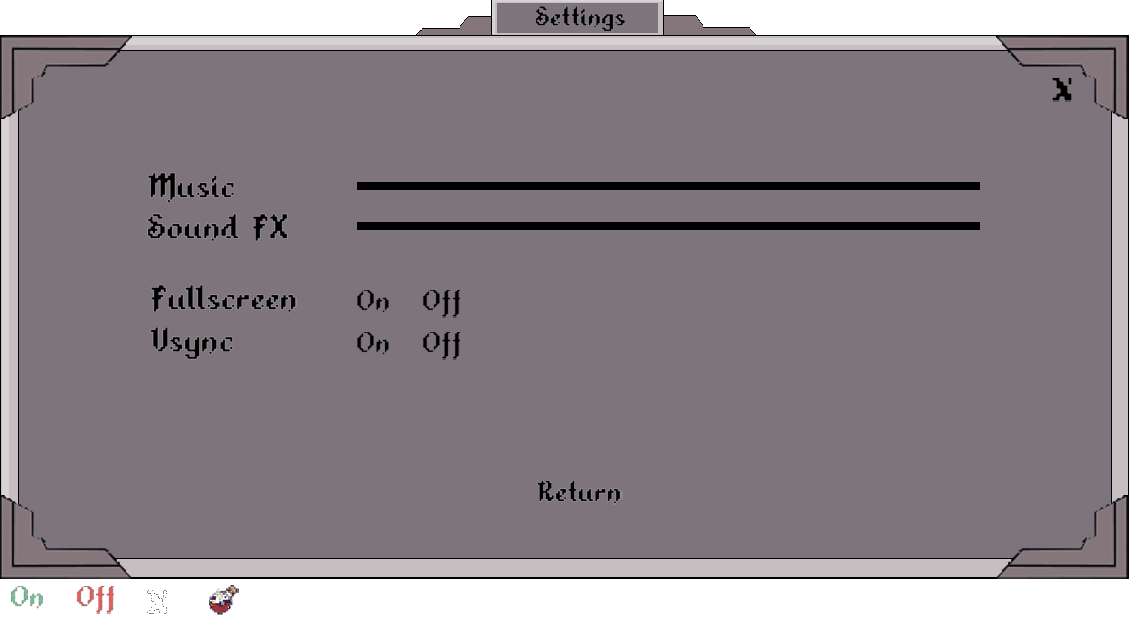 Settings
X
Music
Sound FX
Fullscreen On Off
Vsync On Off
Return
On Off X